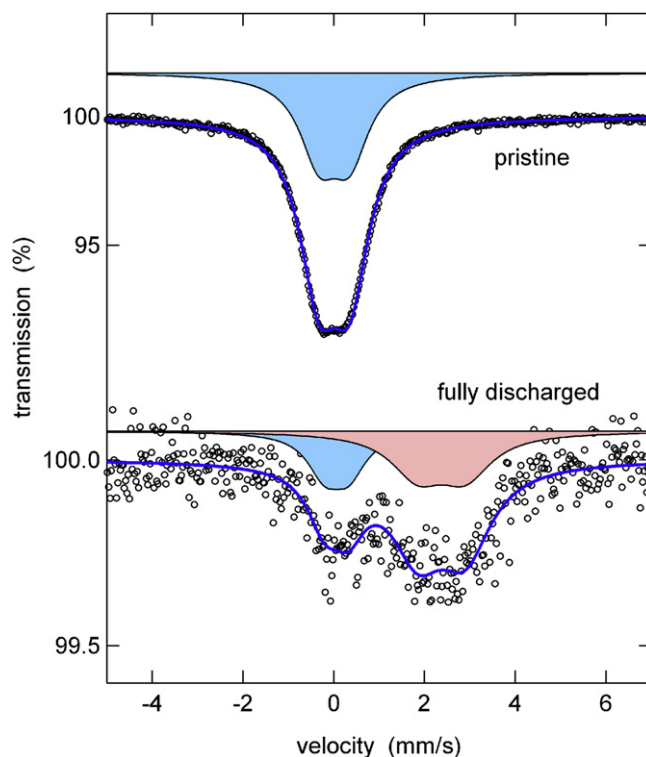 100
pristine
95
transmission (%)
fully discharged
100.0
99.5
-4 -2 0 2 4 6
velocity (mm/s)